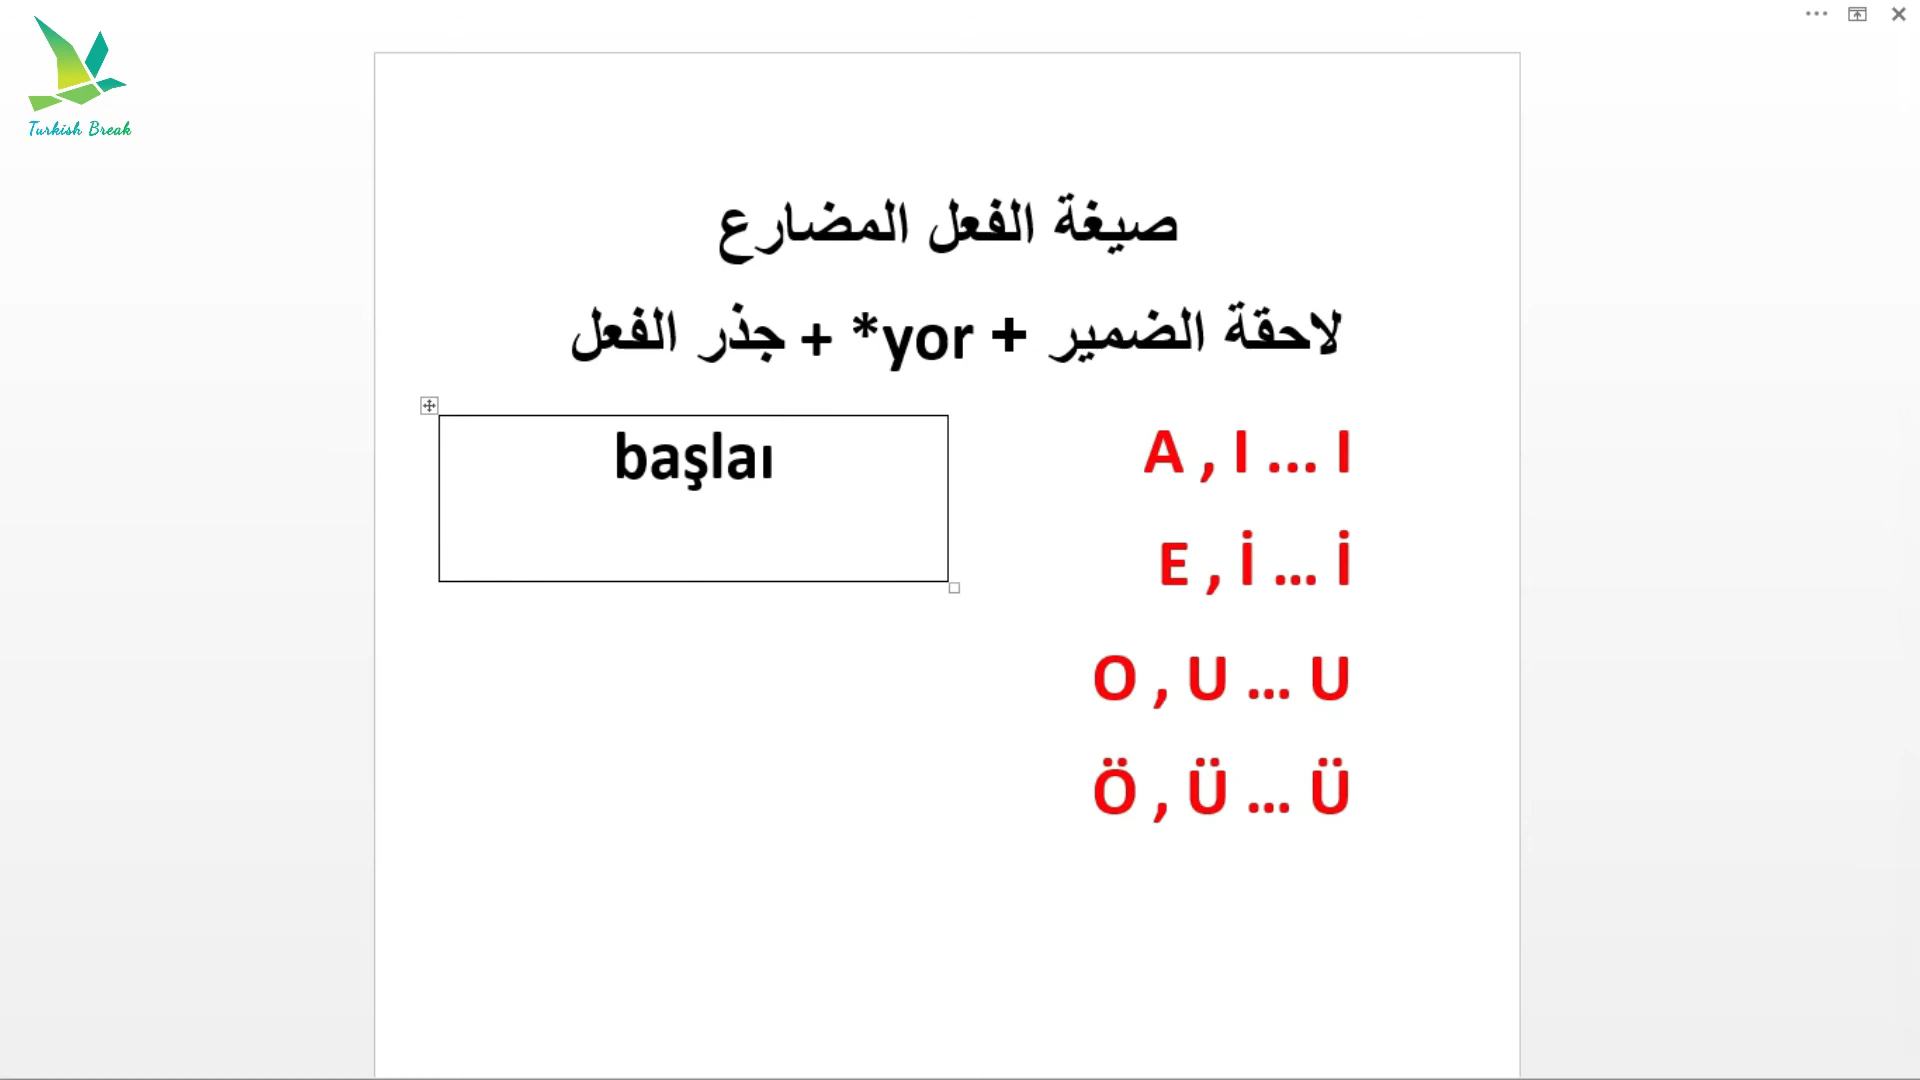 Turkish Break
صيغة الفعل المضارع
جذر الفعل + *yor + لاحقة الضمير
başlaı
A , I ... I
E , İ ... İ
O , U ... U
Ö , Ü ... Ü